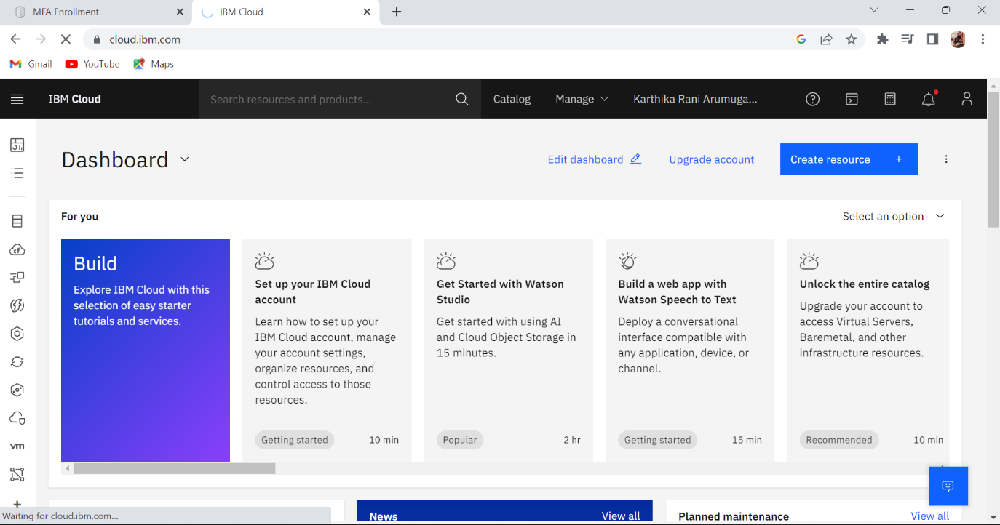 MFA Enrollment
IBM Cloud
cloud.ibm.com
Gmail
YouTube
Maps
IBM Cloud
Search resources and products...
Catalog
Manage
Karthika Rani Arumuga...
Dashboard
Edit dashboard
Upgrade account
Create resource +
For you
Select an option
Build
Explore IBM Cloud with this
selection of easy starter
tutorials and services.
Set up your IBM Cloud
account
Learn how to set up your
IBM Cloud account, manage
your account settings,
organize resources, and
control access to those
resources.
Getting started
10 min
Get Started with Watson
Studio
Get started with using AI
and Cloud Object Storage in
15 minutes.
Popular
2 hr
Build a web app with
Watson Speech to Text
Deploy a conversational
interface compatible with
any application, device, or
channel.
Getting started
15 min
Unlock the entire catalog
Upgrade your account to
access Virtual Servers,
Baremetal, and other
infrastructure resources.
Recommended
10 min
cf
vm
News
View all
Planned maintenance
View all
Waiting for cloud.ibm.com...